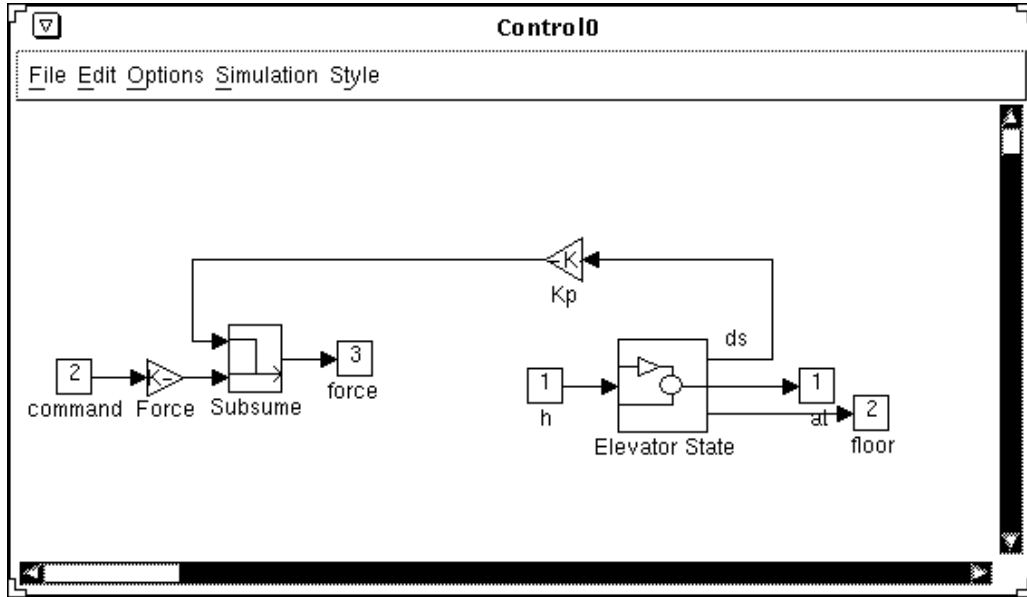 Control0
File Edit Options Simulation Style
-K
Kp
ds
2
command
K-
Force
Subsume
3
force
1
h
Elevator State
1
at
2
floor